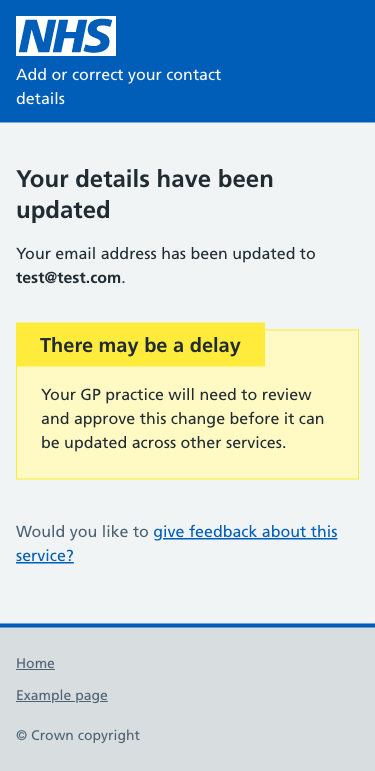 NHS
Add or correct your contact
details
Your details have been
updated
Your email address has been updated to
test@test.com.
There may be a delay
Your GP practice will need to review
and approve this change before it can
be updated across other services.
Would you like to give feedback about this
service?
Home
Example page
© Crown copyright